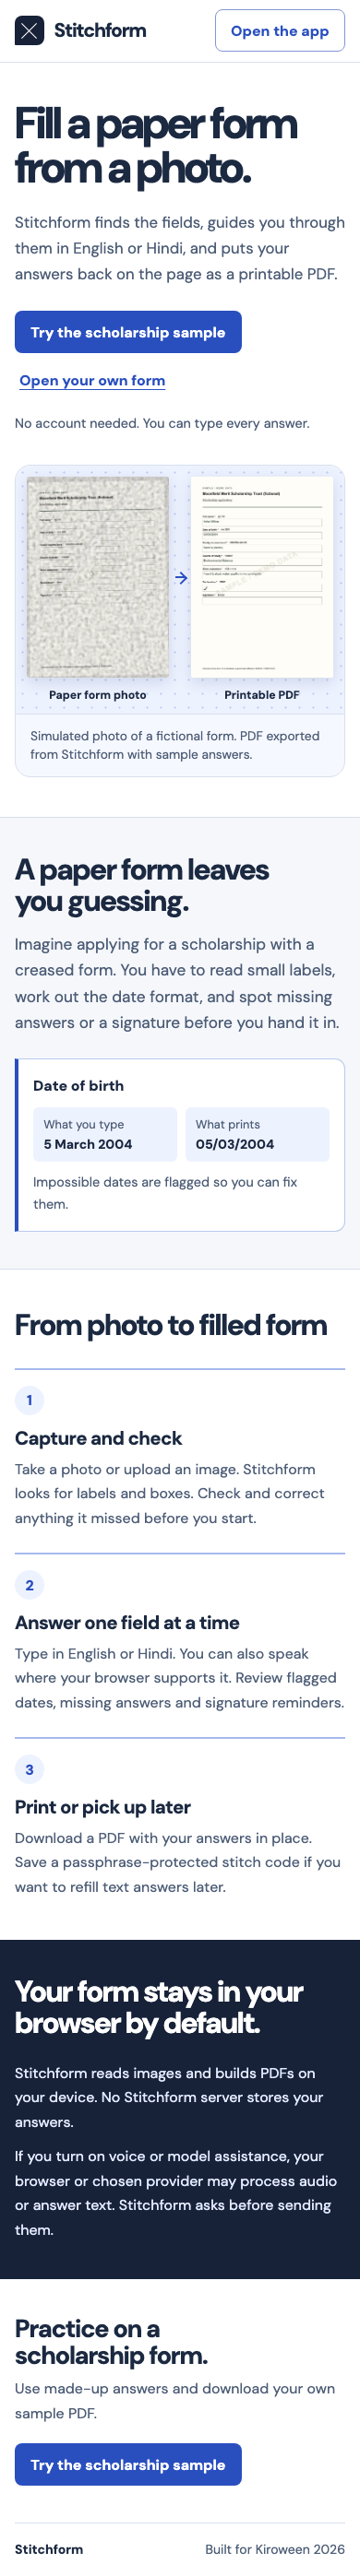 Stitchform
Open the app
Fill a paper form
from a photo.
Stitchform finds the fields, guides you through
them in English or Hindi, and puts your
answers back on the page as a printable PDF.
Try the scholarship sample
Open your own form
No account needed. You can type every answer.
Paper form photo
Printable PDF
Simulated photo of a fictional form. PDF exported
from Stitchform with sample answers.
A paper form leaves
you guessing.
Imagine applying for a scholarship with a
creased form. You have to read small labels,
work out the date format, and spot missing
answers or a signature before you hand it in.
Date of birth
What you type
5 March 2004
What prints
05/03/2004
Impossible dates are flagged so you can fix
them.
From photo to filled form
1
Capture and check
Take a photo or upload an image. Stitchform
looks for labels and boxes. Check and correct
anything it missed before you start.
2
Answer one field at a time
Type in English or Hindi. You can also speak
where your browser supports it. Review flagged
dates, missing answers and signature reminders.
3
Print or pick up later
Download a PDF with your answers in place.
Save a passphrase-protected stitch code if you
want to refill text answers later.
Your form stays in your
browser by default.
Stitchform reads images and builds PDFs on
your device. No Stitchform server stores your
answers.
If you turn on voice or model assistance, your
browser or chosen provider may process audio
or answer text. Stitchform asks before sending
them.
Practice on a
scholarship form.
Use made-up answers and download your own
sample PDF.
Try the scholarship sample
Stitchform
Built for Kiroween 2026